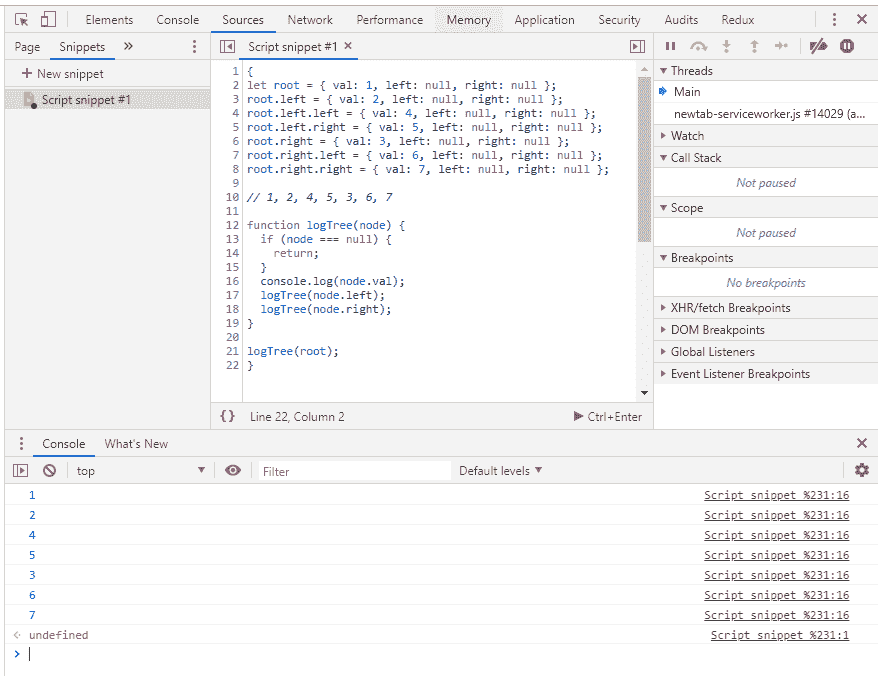 Elements Console Sources Network Performance Memory Application Security Audits Redux
Page Snippets
+ New snippet
Script snippet #1
Script snippet #1 ×
1 {
2 let root = { val: 1, left: null, right: null };
3 root.left = { val: 2, left: null, right: null };
4 root.left.left = { val: 4, left: null, right: null };
5 root.left.right = { val: 5, left: null, right: null };
6 root.right = { val: 3, left: null, right: null };
7 root.right.left = { val: 6, left: null, right: null };
8 root.right.right = { val: 7, left: null, right: null };
9
10 // 1, 2, 4, 5, 3, 6, 7
11
12 function logTree(node) {
13   if (node === null) {
14     return;
15   }
16   console.log(node.val);
17   logTree(node.left);
18   logTree(node.right);
19 }
20
21 logTree(root);
22 }
{} Line 22, Column 2 Ctrl+Enter
Threads
Main
newtab-serviceworker.js #14029 (a...
Watch
Call Stack
Not paused
Scope
Not paused
Breakpoints
No breakpoints
XHR/fetch Breakpoints
DOM Breakpoints
Global Listeners
Event Listener Breakpoints
Console What's New
top Filter Default levels
1 Script snippet %231:16
2 Script snippet %231:16
4 Script snippet %231:16
5 Script snippet %231:16
3 Script snippet %231:16
6 Script snippet %231:16
7 Script snippet %231:16
undefined Script snippet %231:1